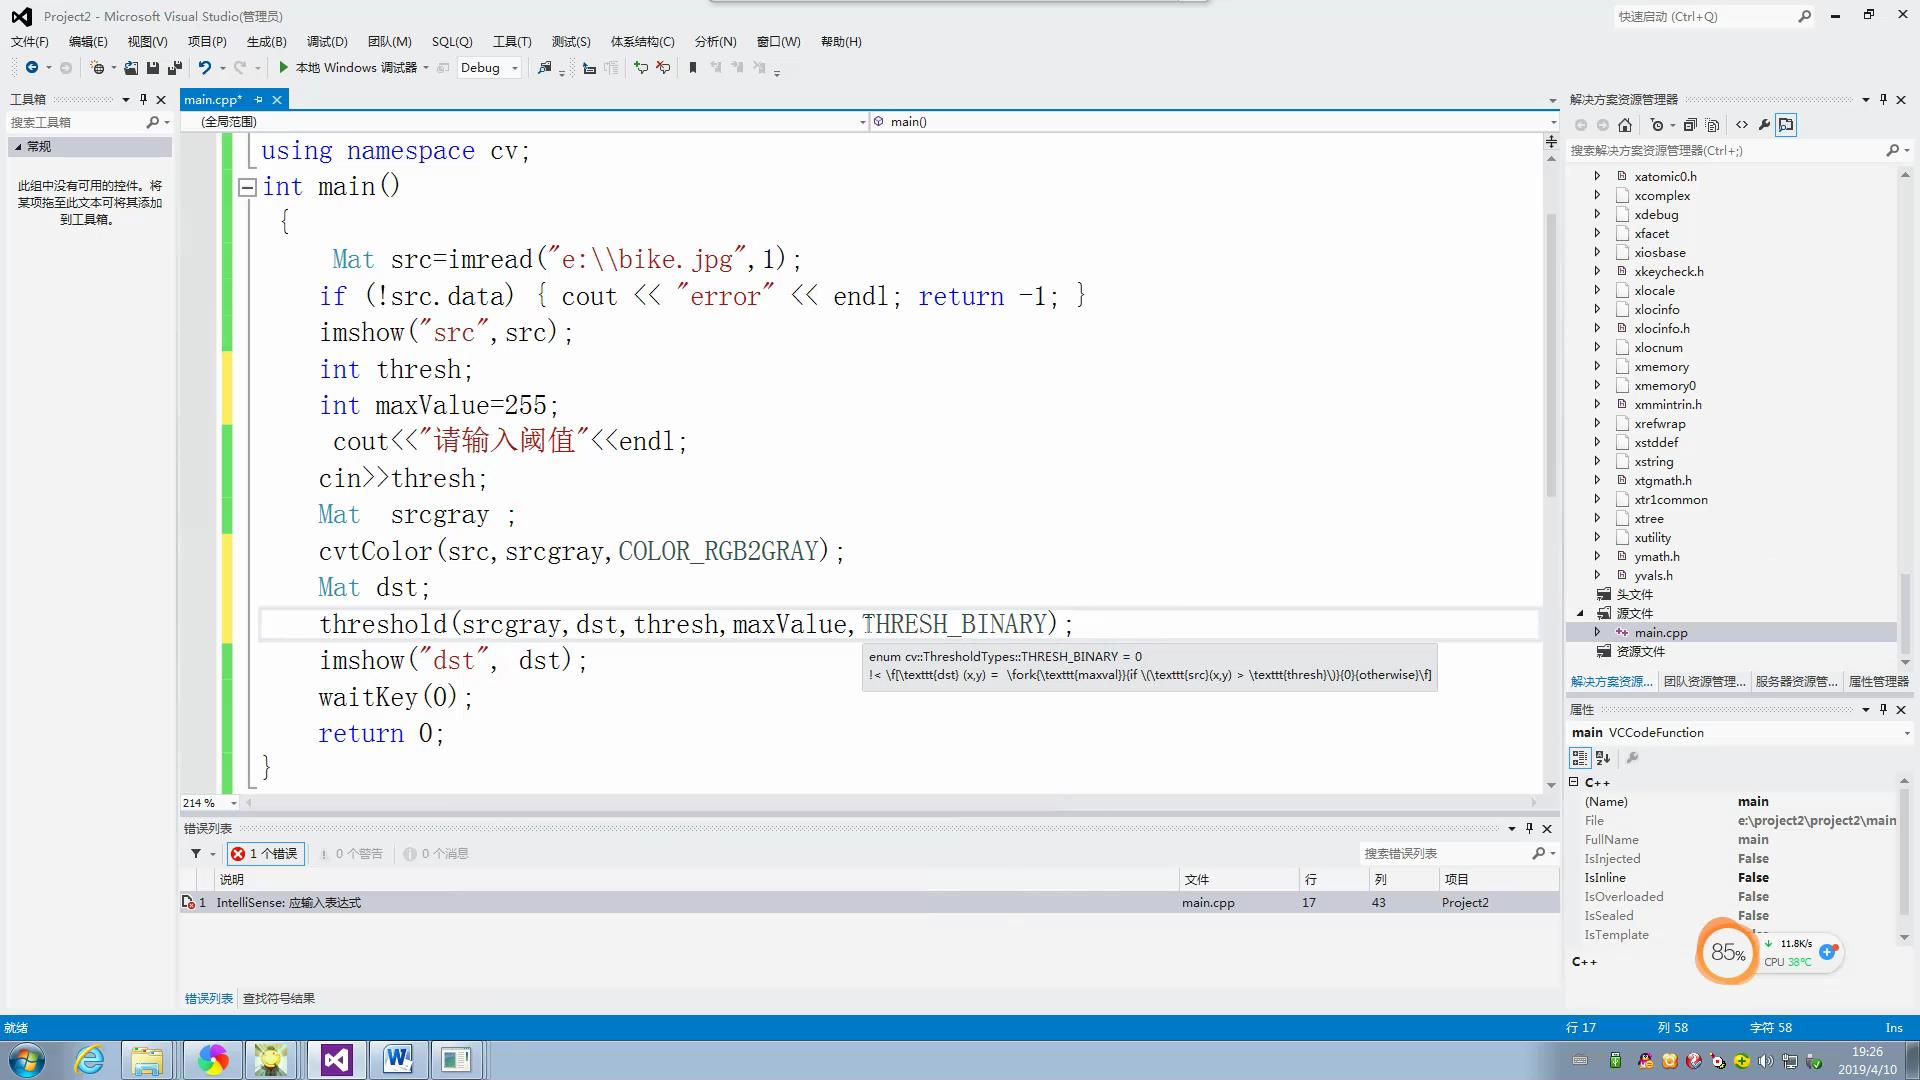 Project2 - Microsoft Visual Studio(管理员)
快速启动 (Ctrl+Q)
文件(F) 编辑(E) 视图(V) 项目(P) 生成(B) 调试(D) 团队(M) SQL(Q) 工具(T) 测试(S) 体系结构(C) 分析(N) 窗口(W) 帮助(H)
本地 Windows 调试器 Debug
工具箱
搜索工具箱
常规
此组中没有可用的控件。将
某项拖至此文本可将其添加
到工具箱。
main.cpp*
(全局范围) main()
using namespace cv;
int main()
{
Mat src=imread("e:\\bike.jpg",1);
if (!src.data) { cout << "error" << endl; return -1; }
imshow("src",src);
int thresh;
int maxValue=255;
cout<<"请输入阈值"<<endl;
cin>>thresh;
Mat  srcgray ;
cvtColor(src,srcgray,COLOR_RGB2GRAY);
Mat dst;
threshold(srcgray,dst,thresh,maxValue,THRESH_BINARY);
enum cv::ThresholdTypes::THRESH_BINARY = 0
!< \f[\texttt{dst} (x,y) =  \fork{\texttt{maxval}}{if \(\texttt{src}(x,y) > \texttt{thresh}\)}{0}{otherwise}\f]
imshow("dst", dst);
waitKey(0);
return 0;
}
214 %
错误列表
1 个错误 0 个警告 0 个消息
搜索错误列表
说明 文件 行 列 项目
1 IntelliSense: 应输入表达式 main.cpp 17 43 Project2
错误列表 查找符号结果
解决方案资源管理器
搜索解决方案资源管理器(Ctrl+;)
xatomic0.h
xcomplex
xdebug
xfacet
xiosbase
xkeycheck.h
xlocale
xlocinfo
xlocinfo.h
xlocnum
xmemory
xmemory0
xmmintrin.h
xrefwrap
xstddef
xstring
xtgmath.h
xtr1common
xtree
xutility
ymath.h
yvals.h
头文件
源文件
main.cpp
资源文件
解决方案资源... 团队资源管理... 服务器资源管... 属性管理器
属性
main VCCodeFunction
C++
(Name) main
File e:\project2\project2\main
FullName main
IsInjected False
IsInline False
IsOverloaded False
IsSealed False
IsTemplate
C++
85%
11.8K/s
CPU 38℃
就绪 行 17 列 58 字符 58 Ins
19:26
2019/4/10